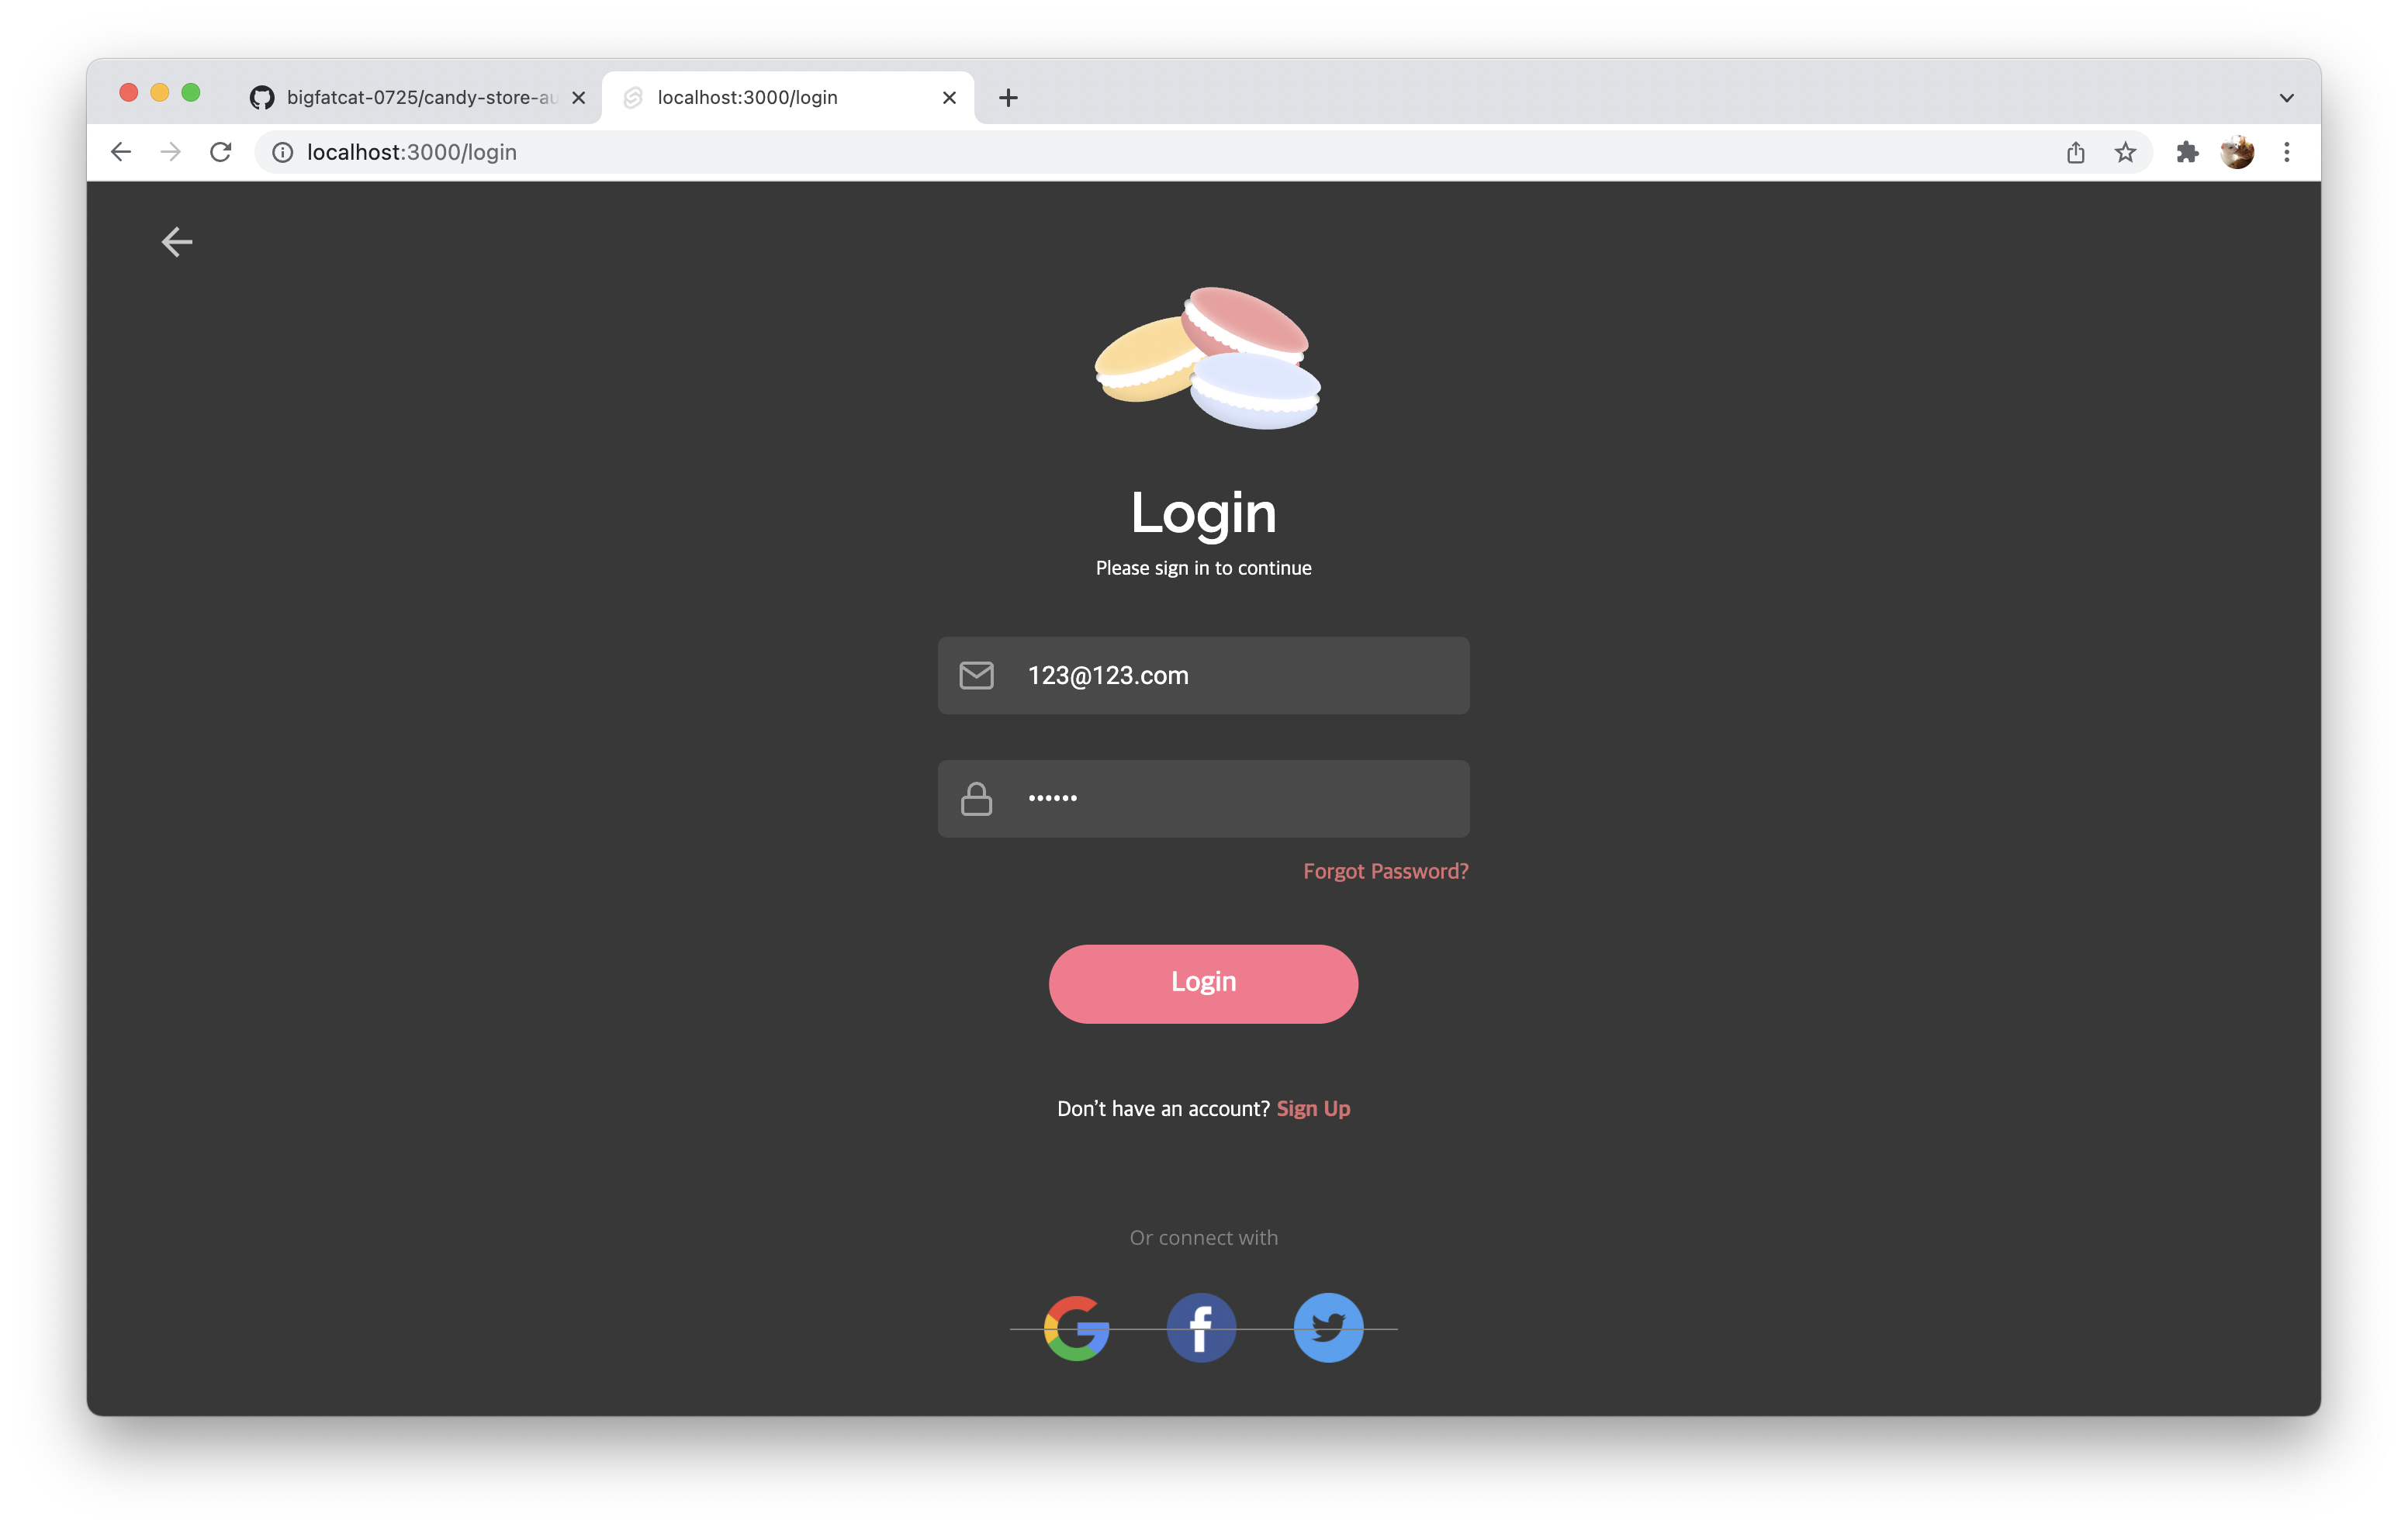 bigfatcat-0725/candy-store-au
localhost:3000/login
localhost:3000/login
Login
Please sign in to continue
123@123.com
••••••
Forgot Password?
Login
Don’t have an account? Sign Up
Or connect with